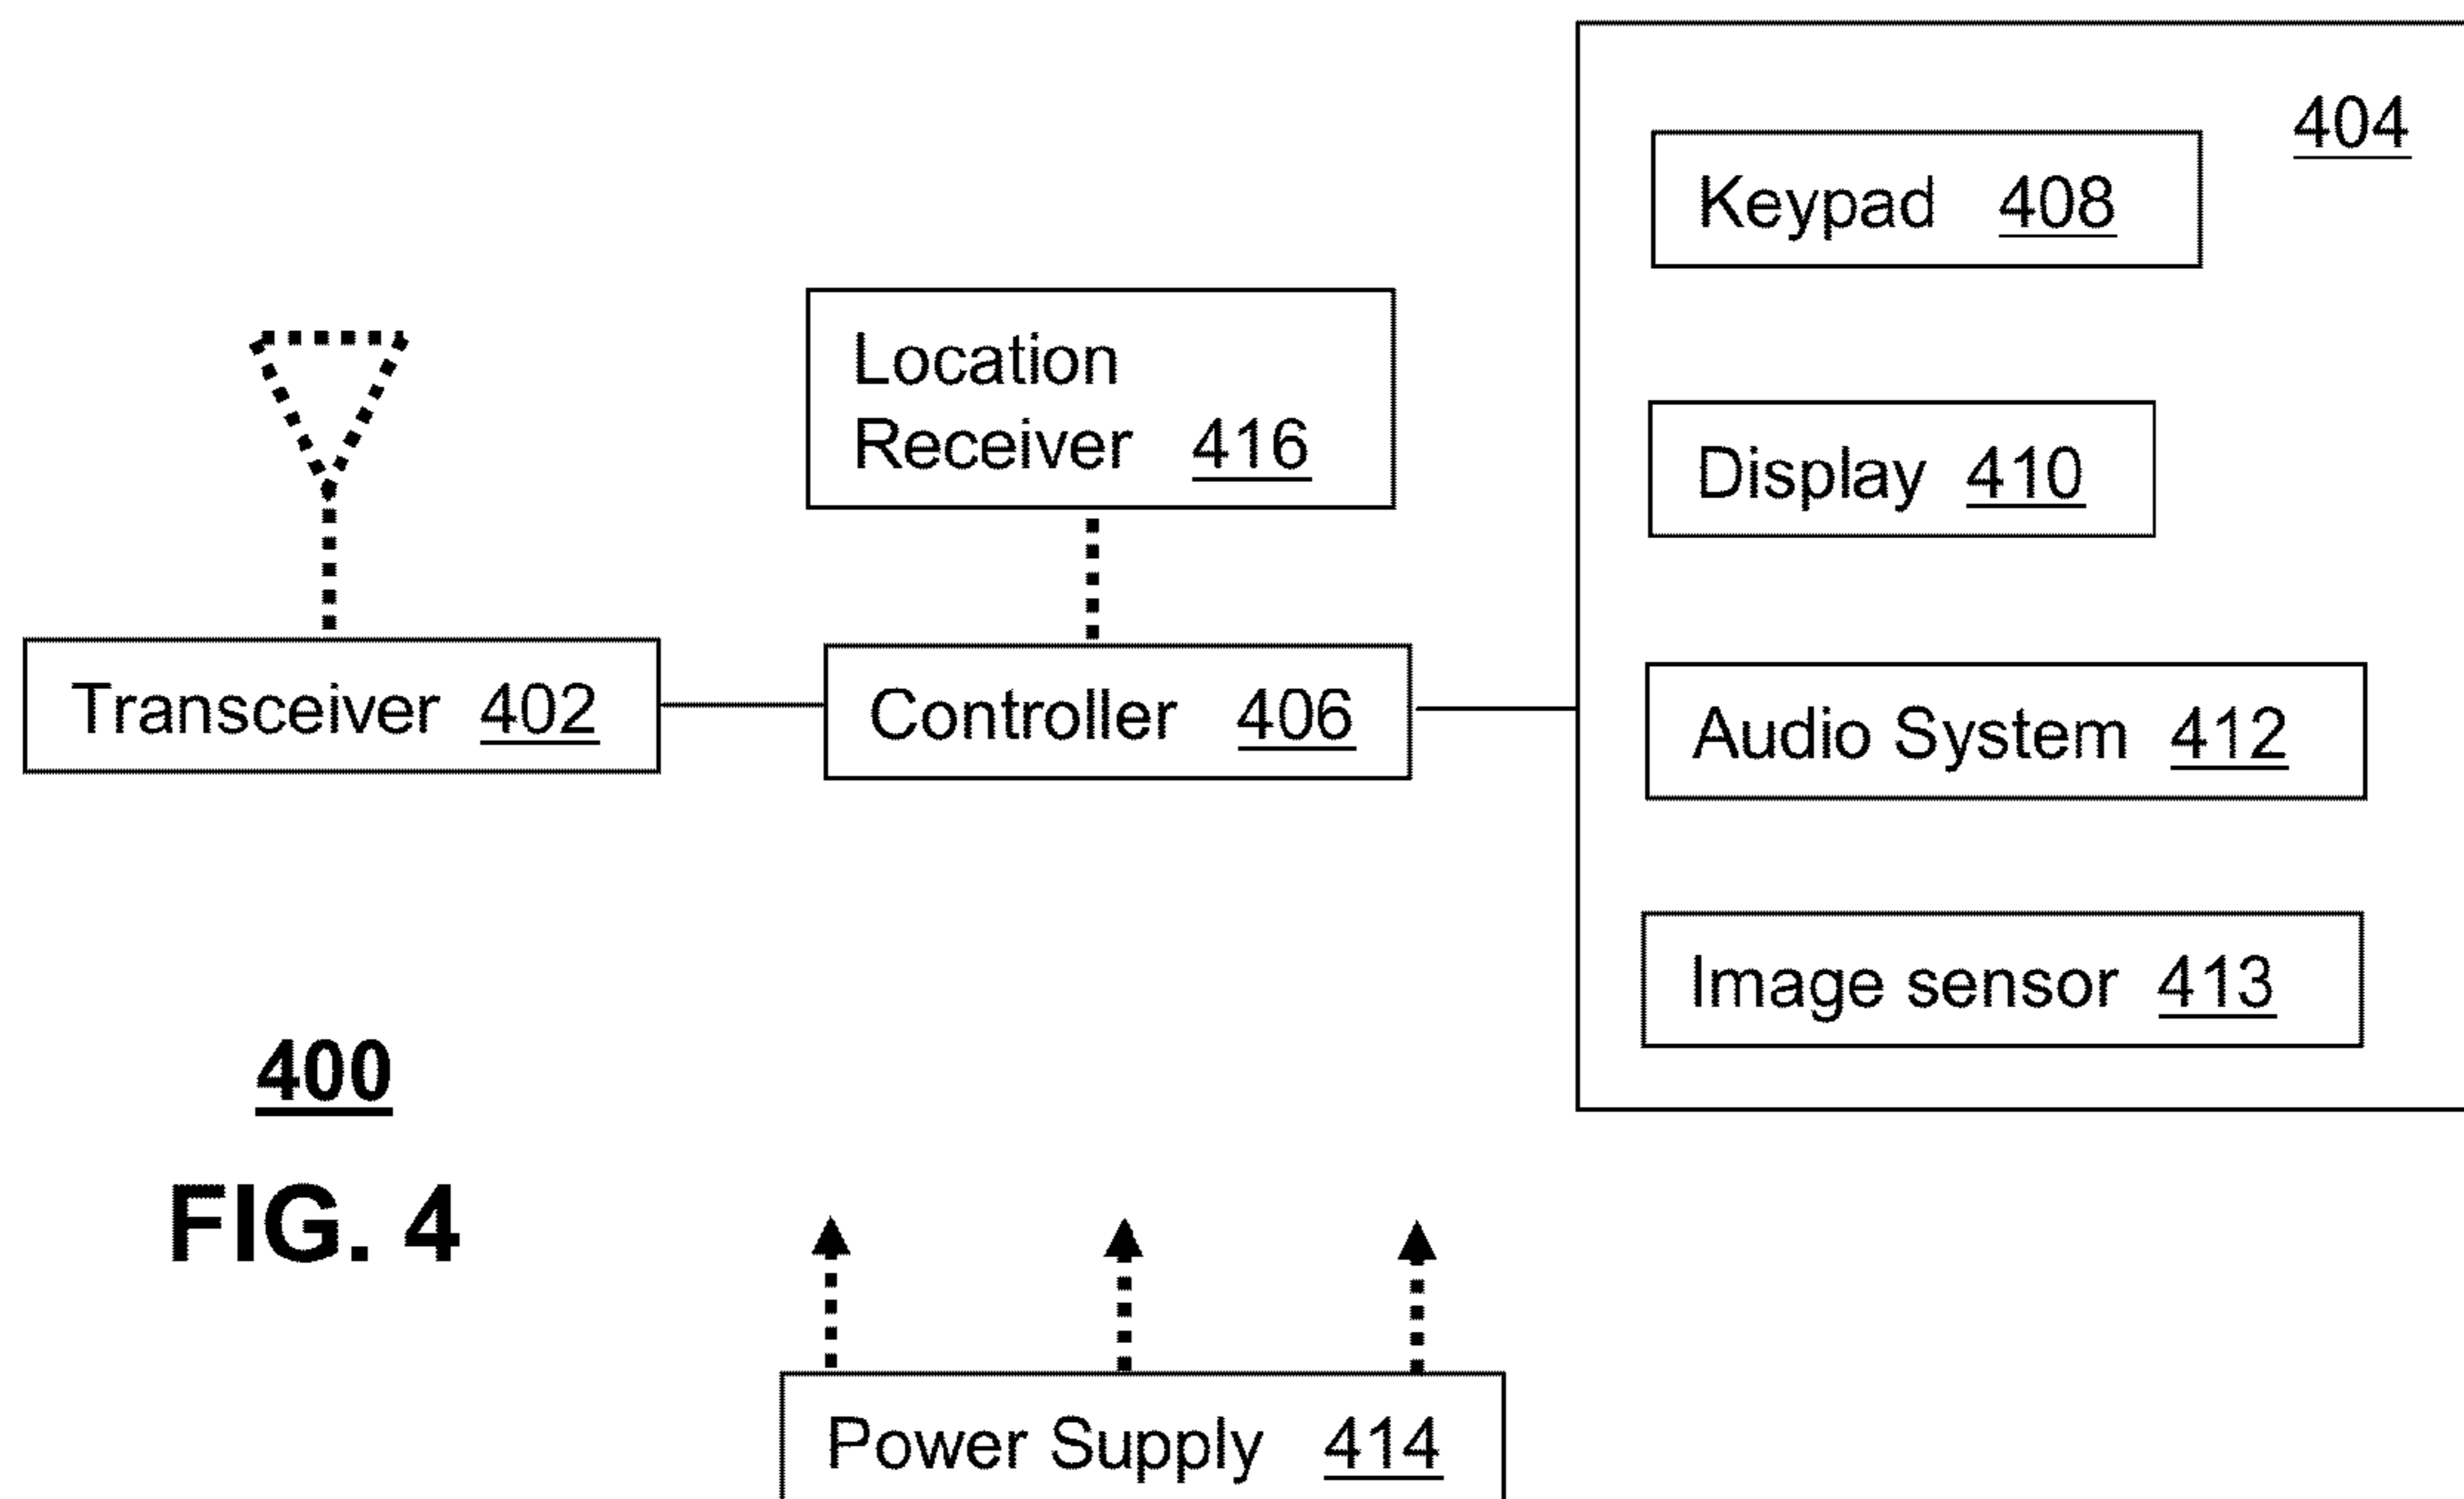 404
Keypad 408
Location
Receiver 416
Display 410
Transceiver 402
Controller 406
Audio System 412
Image sensor 413
400
FIG. 4
Power Supply 414